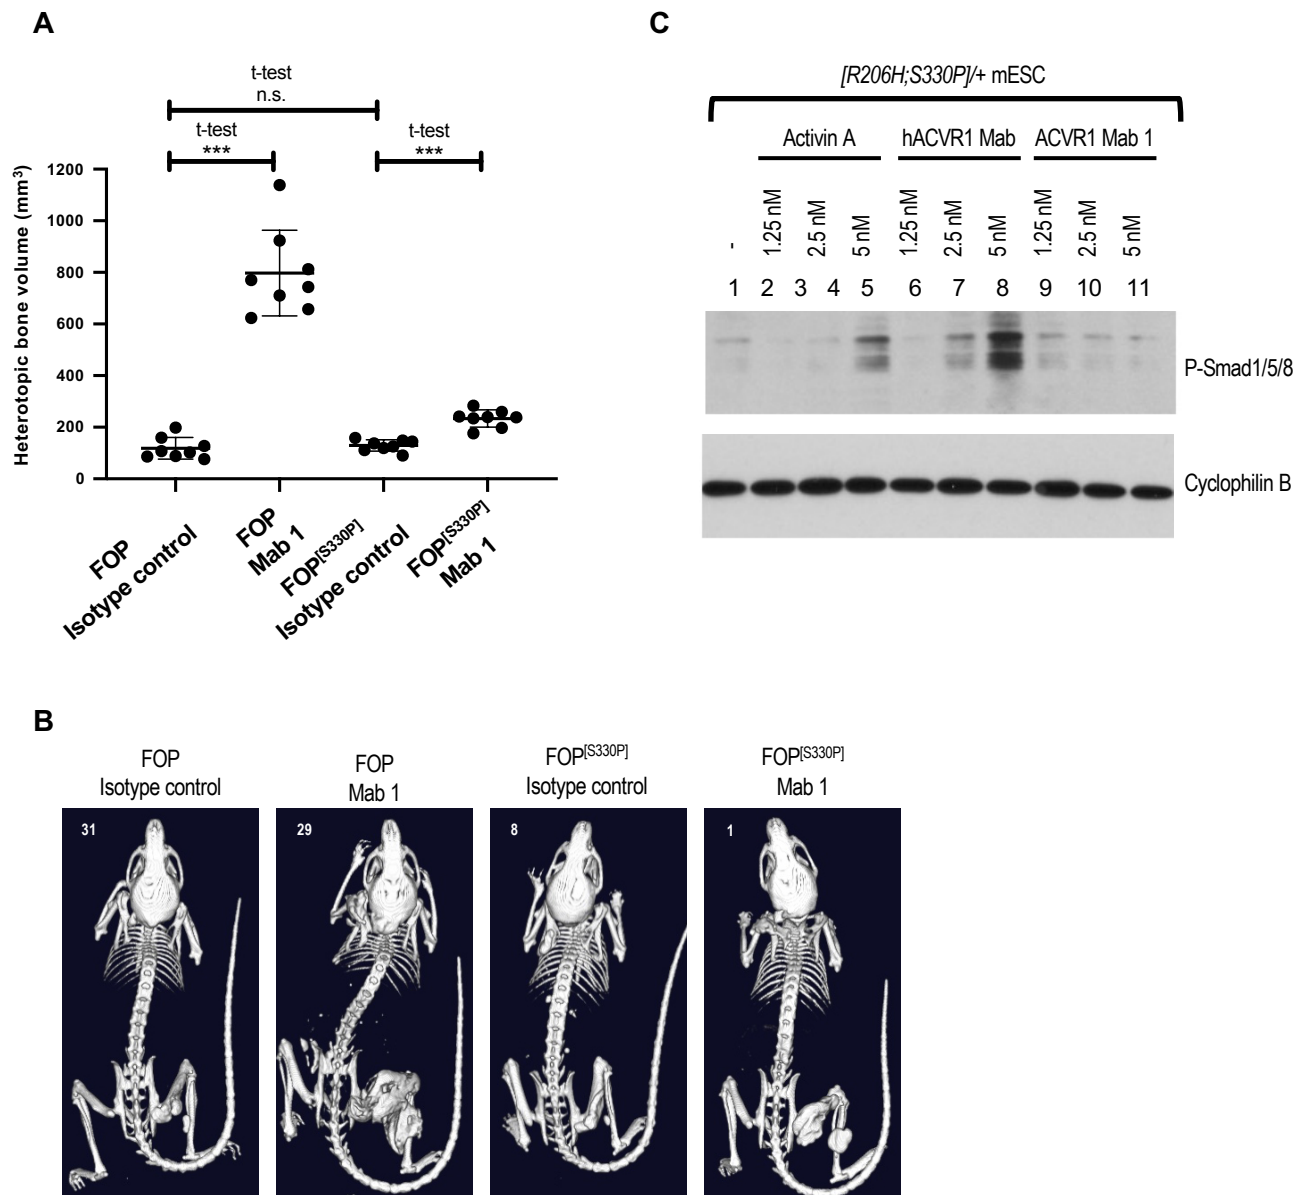 A
t-test
n.s.
t-test
***
t-test
***
Heterotopic bone volume (mm³)
1200
1000
800
600
400
200
0
FOP
Isotype control
FOP
Mab 1
FOP[S330P]
Isotype control
FOP[S330P]
Mab 1
C
[R206H;S330P]/+ mESC
Activin A hACVR1 Mab ACVR1 Mab 1
- 1.25 nM 2.5 nM 5 nM 1.25 nM 2.5 nM 5 nM 1.25 nM 2.5 nM 5 nM
1 2 3 4 5 6 7 8 9 10 11
P-Smad1/5/8
Cyclophilin B
B
FOP
Isotype control
FOP
Mab 1
FOP[S330P]
Isotype control
FOP[S330P]
Mab 1
31
29
8
1